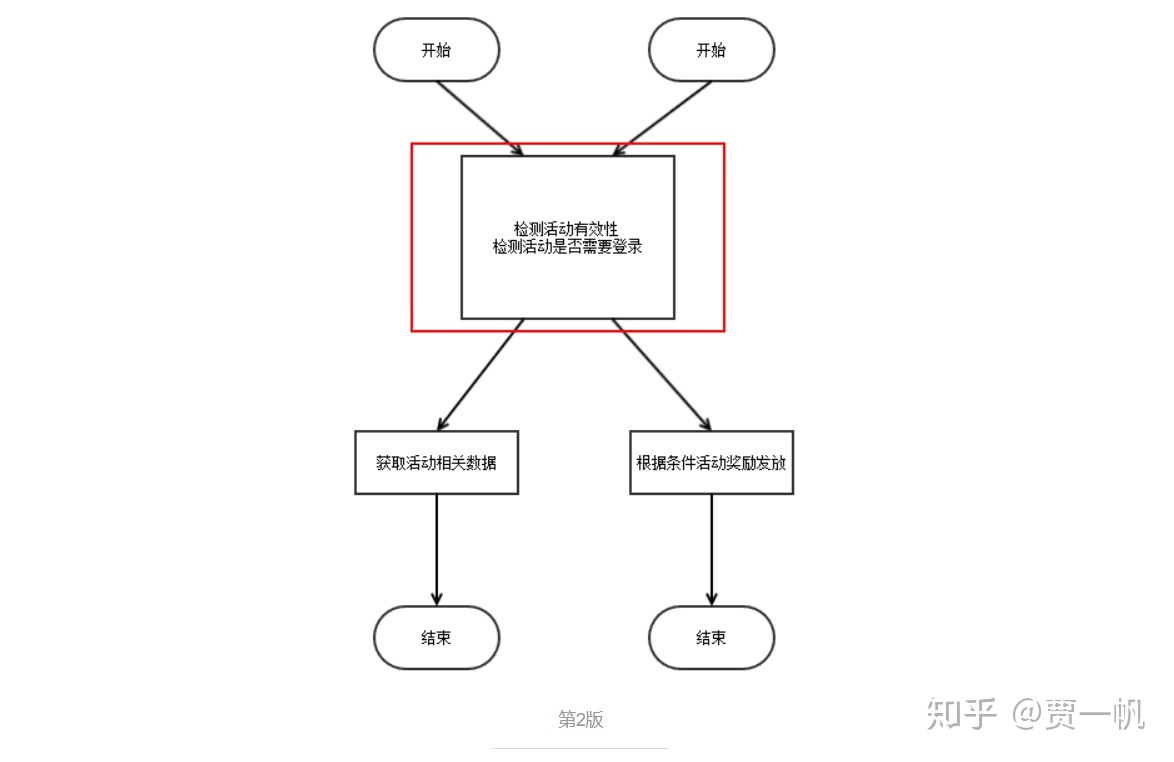 开始
开始
检测活动有效性
检测活动是否需要登录
获取活动相关数据
根据条件活动奖励发放
结束
结束
第2版
知乎 @贾一帆